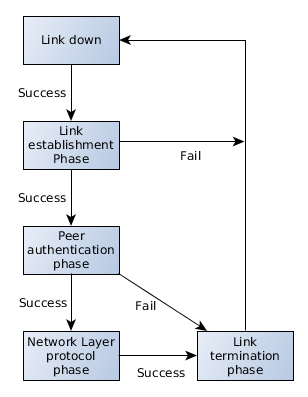 Link down
Success
Link
establishment
Phase
Fail
Success
Peer
authentication
phase
Success
Fail
Network Layer
protocol
phase
Success
Link
termination
phase